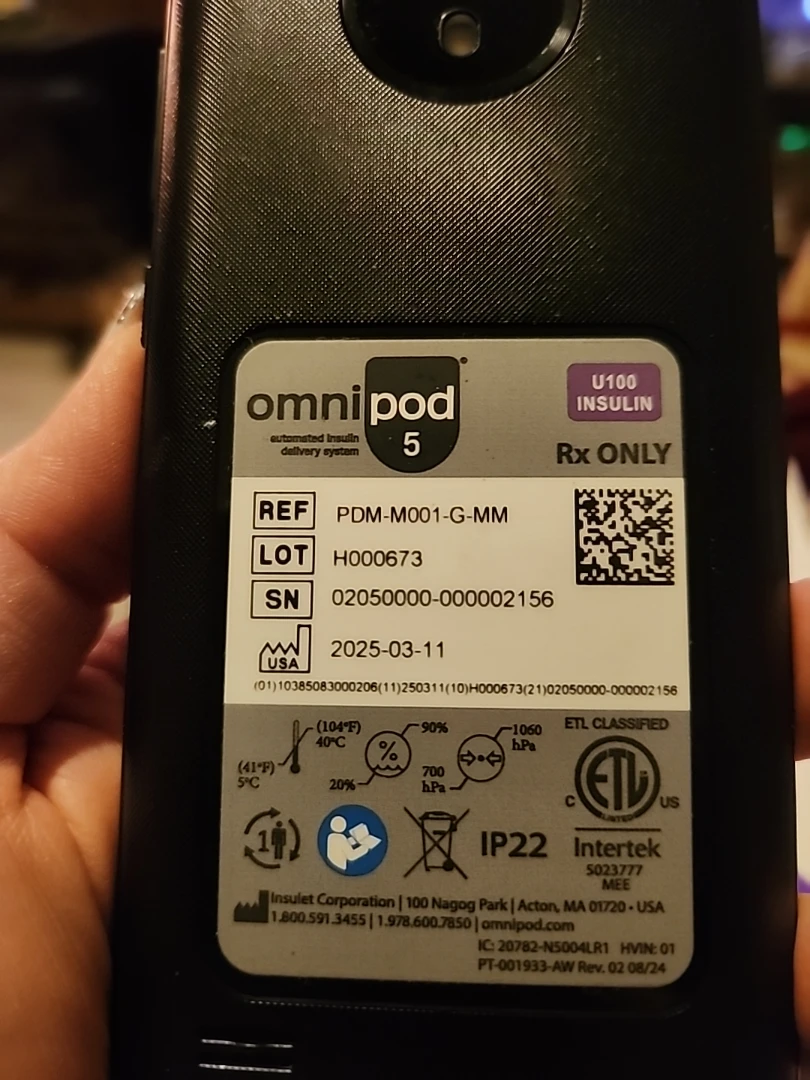 omnipod
5
automated insulin
delivery system
U100
INSULIN
Rx ONLY
REF PDM-M001-G-MM
LOT H000673
SN 02050000-000002156
USA 2025-03-11
(01)10385083000206(11)250311(10)H000673(21)02050000-000002156
(104°F)
40°C
(41°F)
5°C
%
90%
20%
1060
hPa
700
hPa
ETL CLASSIFIED
ETL
LISTED
C US
Intertek
5023777
MEE
1
IP22
Insulet Corporation | 100 Nagog Park | Acton, MA 01720 • USA
1.800.591.3455 | 1.978.600.7850 | omnipod.com
IC: 20782-N5004LR1 HVIN: 01
PT-001933-AW Rev. 02 08/24